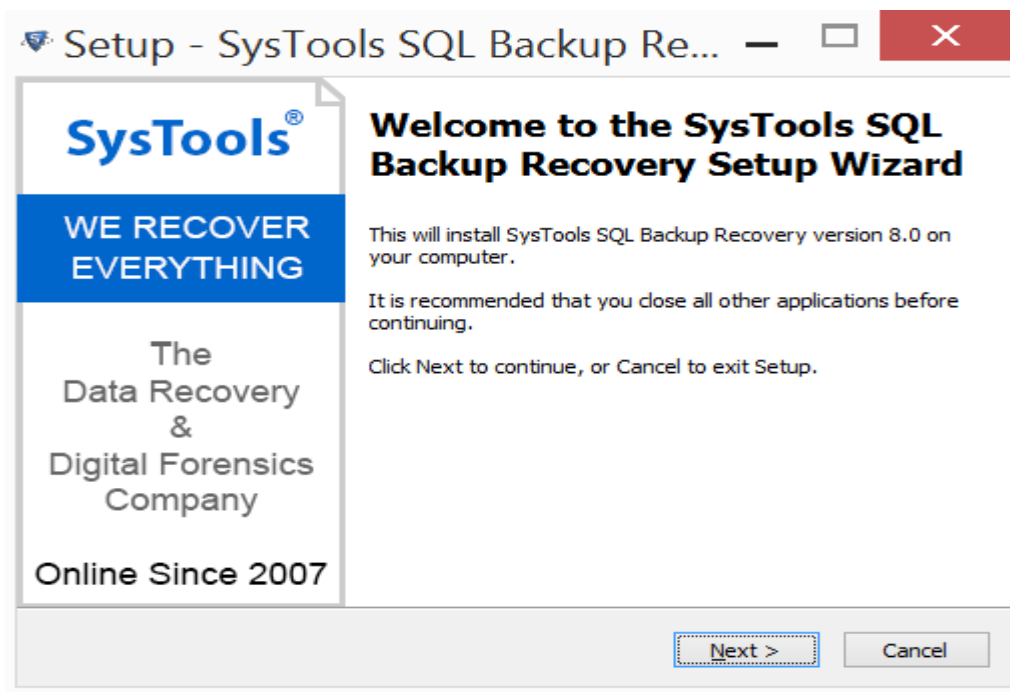 Setup - SysTools SQL Backup Re...
SysTools®
WE RECOVER
EVERYTHING
The
Data Recovery
&
Digital Forensics
Company
Online Since 2007
Welcome to the SysTools SQL
Backup Recovery Setup Wizard
This will install SysTools SQL Backup Recovery version 8.0 on
your computer.
It is recommended that you close all other applications before
continuing.
Click Next to continue, or Cancel to exit Setup.
Next >
Cancel